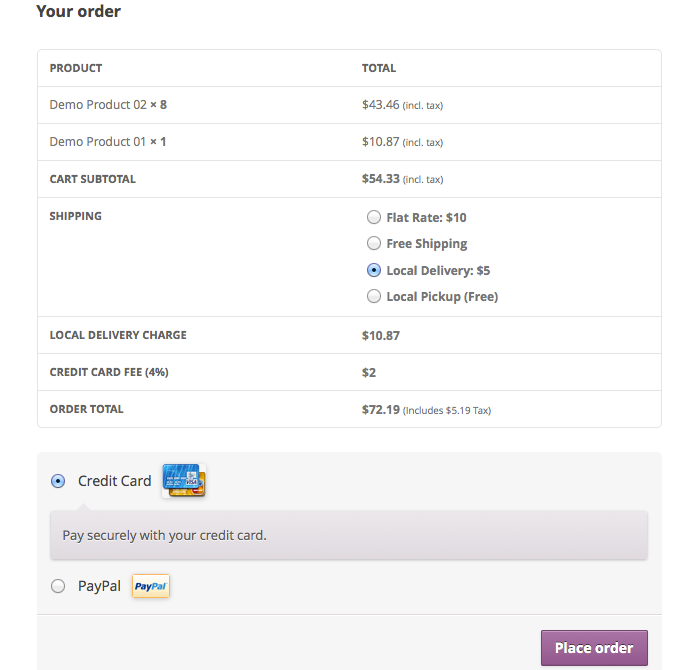 Your order
PRODUCT TOTAL
Demo Product 02 × 8 $43.46 (incl. tax)
Demo Product 01 × 1 $10.87 (incl. tax)
CART SUBTOTAL $54.33 (incl. tax)
SHIPPING Flat Rate: $10
Free Shipping
Local Delivery: $5
Local Pickup (Free)
LOCAL DELIVERY CHARGE $10.87
CREDIT CARD FEE (4%) $2
ORDER TOTAL $72.19 (Includes $5.19 Tax)
Credit Card VISA
Pay securely with your credit card.
PayPal PayPal
Place order